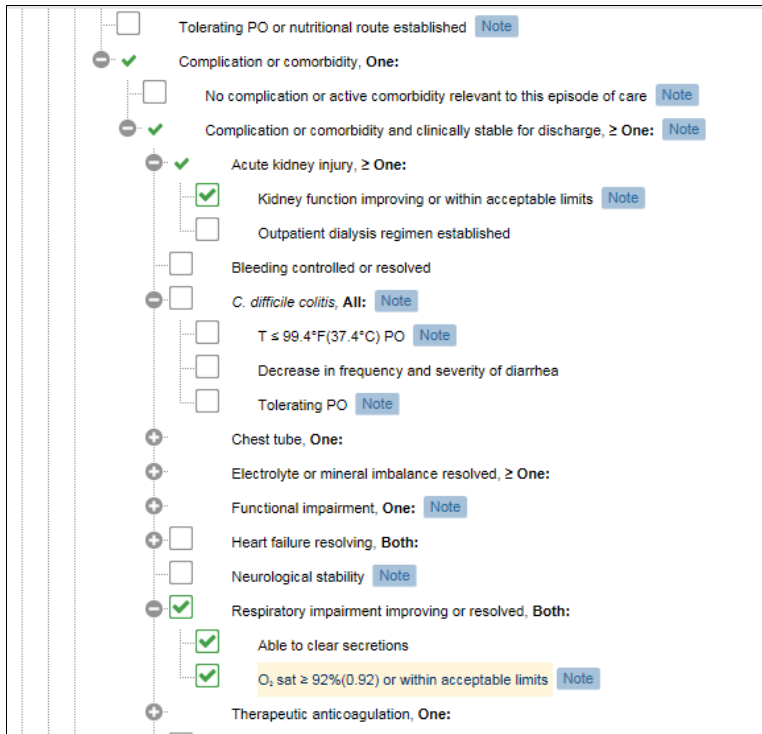 Tolerating PO or nutritional route established Note
Complication or comorbidity, One:
No complication or active comorbidity relevant to this episode of care Note
Complication or comorbidity and clinically stable for discharge, ≥ One: Note
Acute kidney injury, ≥ One:
Kidney function improving or within acceptable limits Note
Outpatient dialysis regimen established
Bleeding controlled or resolved
C. difficile colitis, All: Note
T ≤ 99.4°F(37.4°C) PO Note
Decrease in frequency and severity of diarrhea
Tolerating PO Note
Chest tube, One:
Electrolyte or mineral imbalance resolved, ≥ One:
Functional impairment, One: Note
Heart failure resolving, Both:
Neurological stability Note
Respiratory impairment improving or resolved, Both:
Able to clear secretions
O₂ sat ≥ 92%(0.92) or within acceptable limits Note
Therapeutic anticoagulation, One: